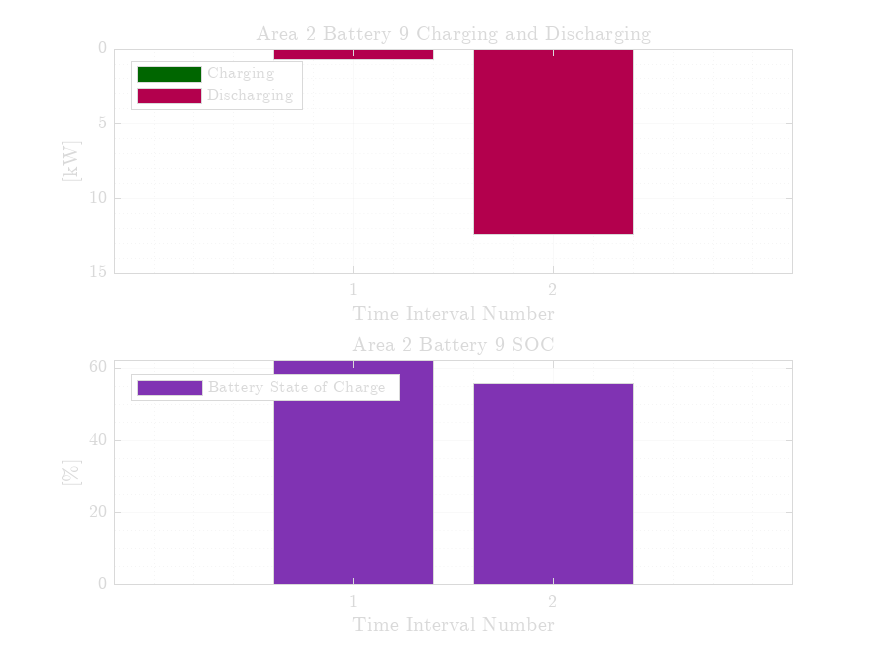 Area 2 Battery 9 Charging and Discharging
0
Charging
Discharging
5
10
15
[kW]
1 2
Time Interval Number
Area 2 Battery 9 SOC
60
Battery State of Charge
40
20
0
[%]
1 2
Time Interval Number